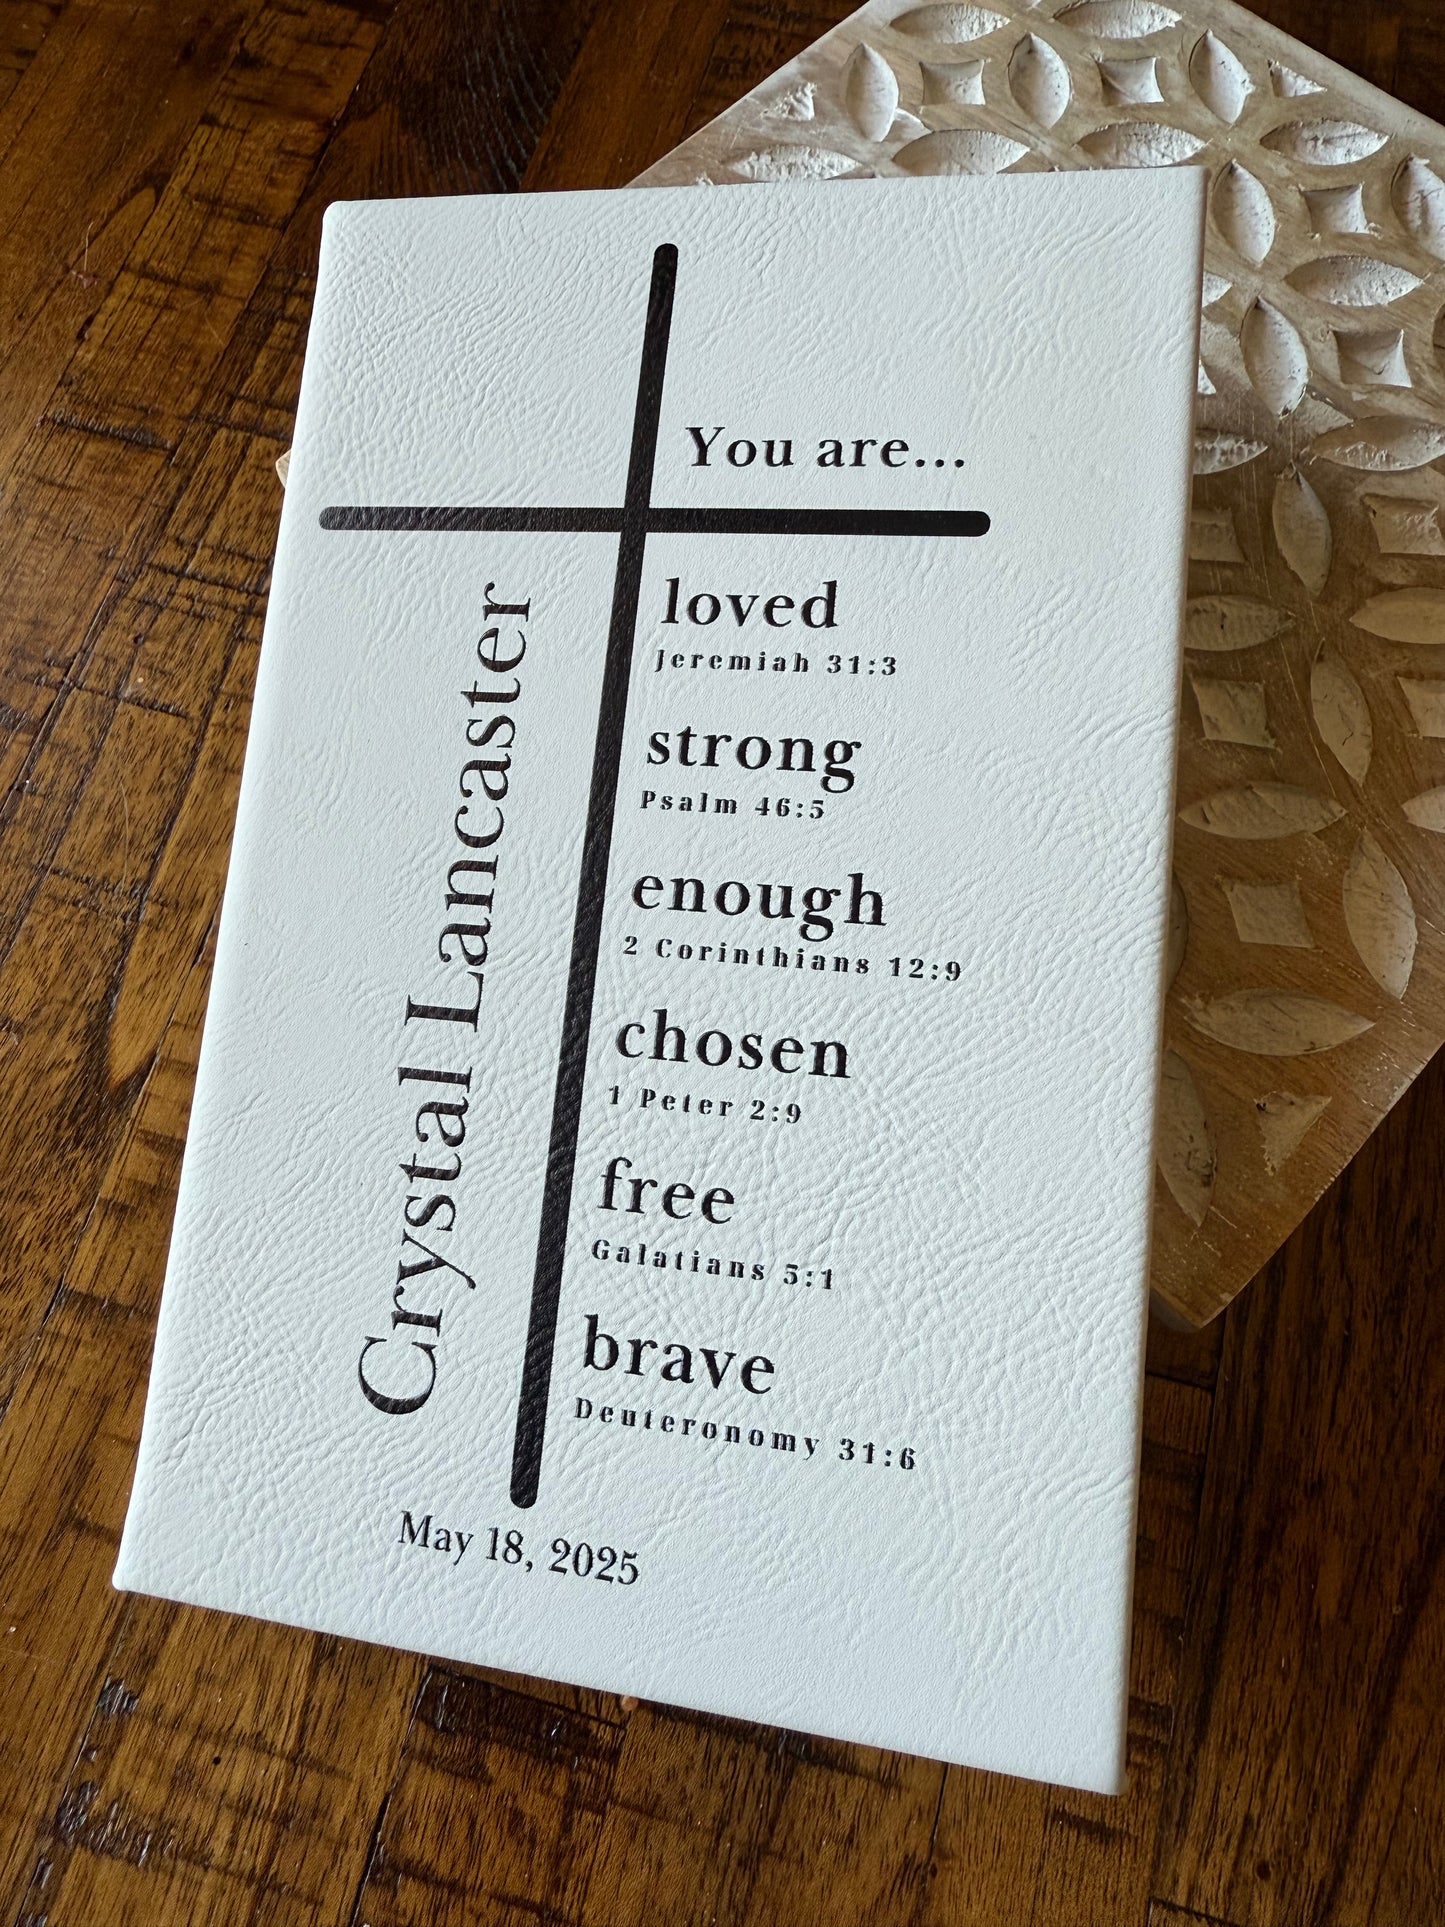 You are...
loved
Jeremiah 31:3
strong
Psalm 46:5
enough
2 Corinthians 12:9
chosen
1 Peter 2:9
free
Galatians 5:1
brave
Deuteronomy 31:6
Crystal Lancaster
May 18, 2025